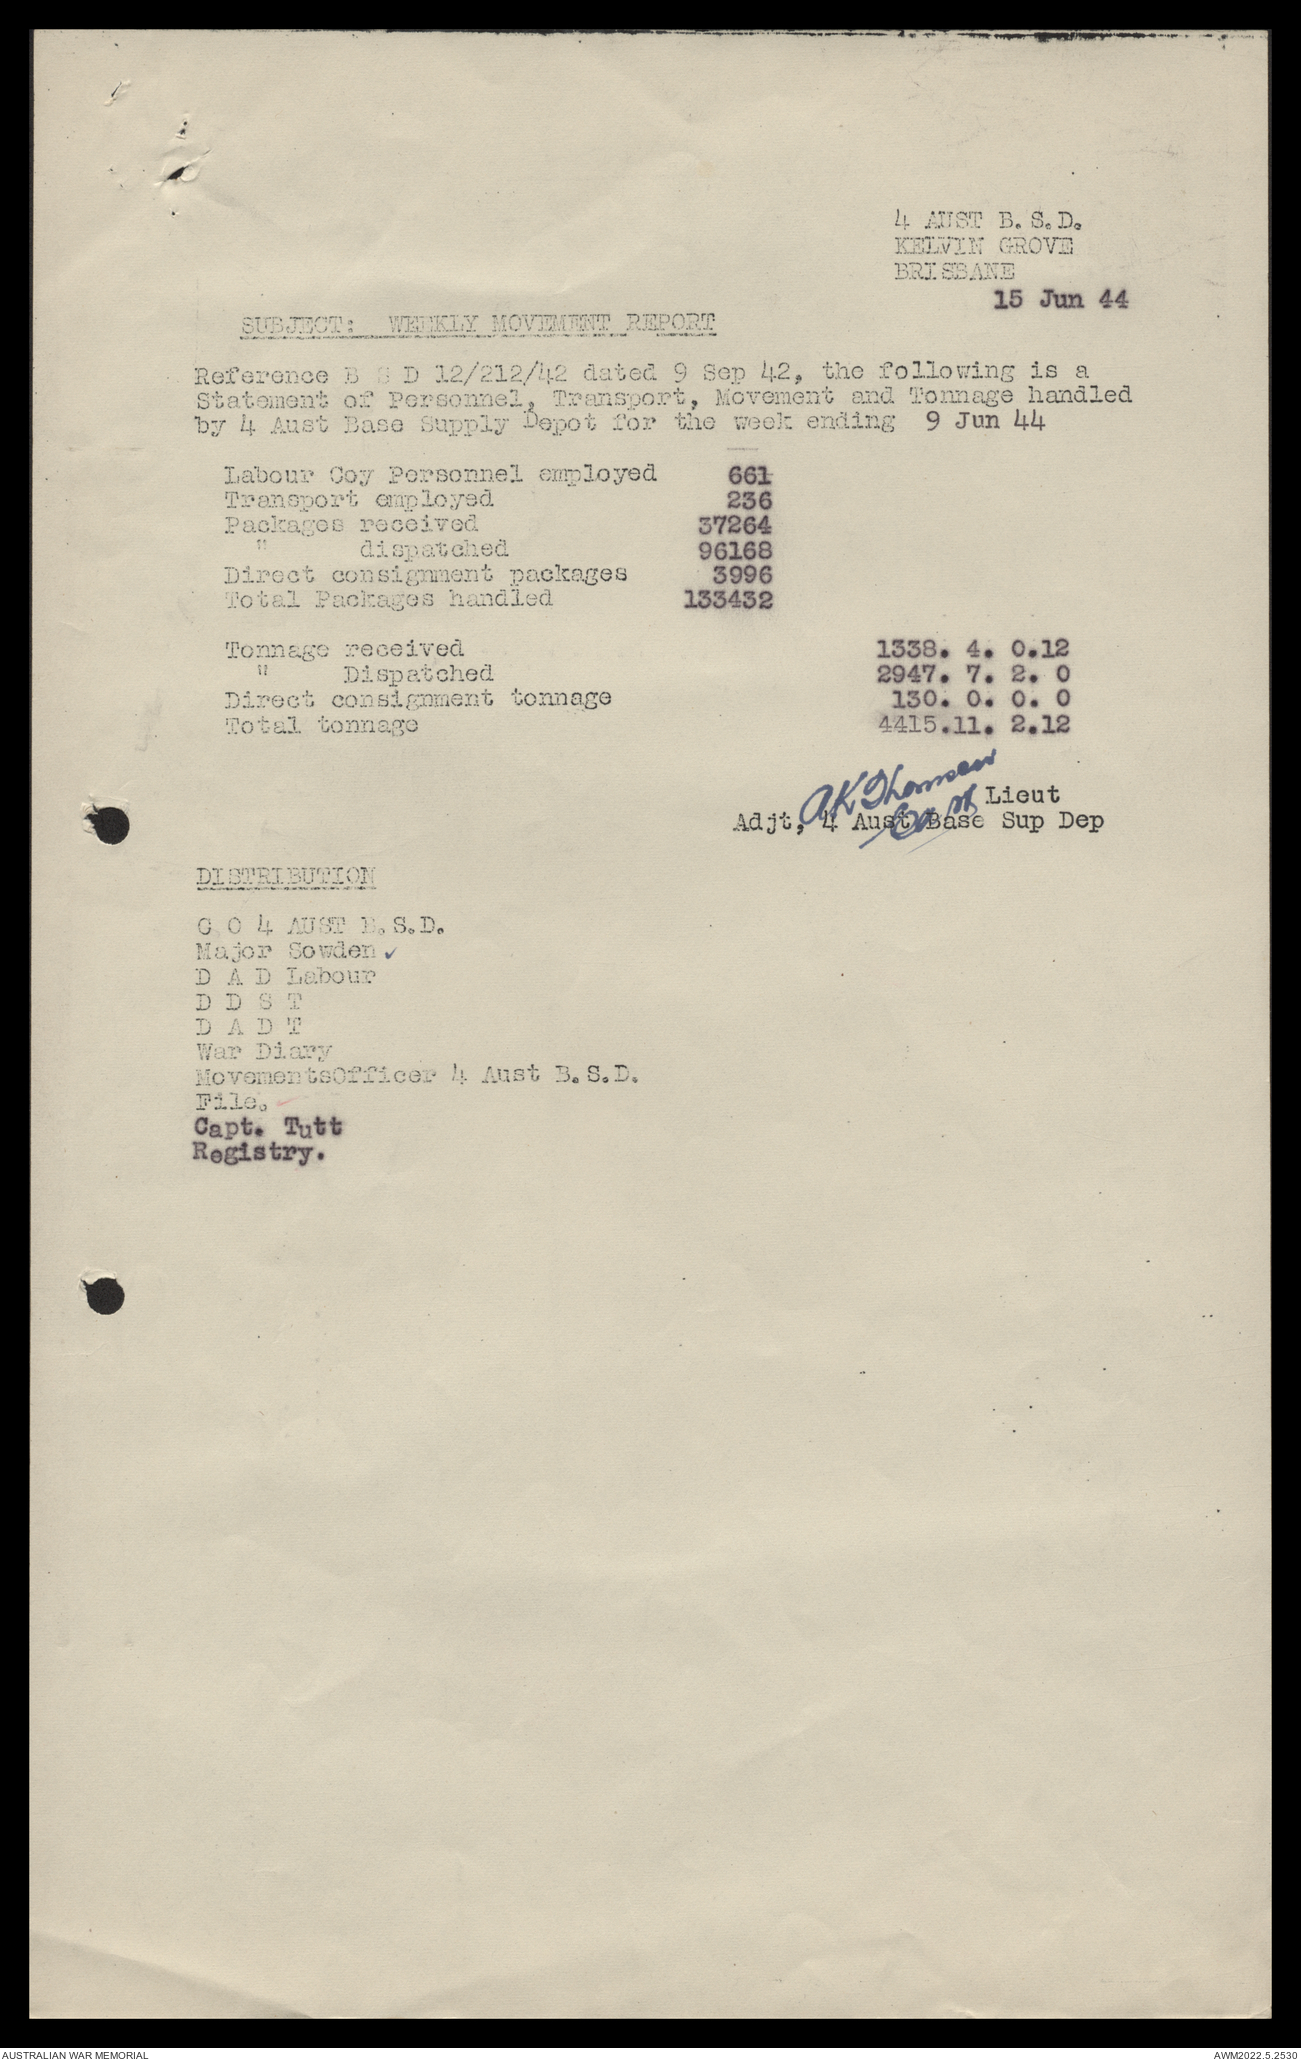 4 AUST B.S.D.
KELVIN GROVE
BRISBANE
15 Jun 44
SUBJECT: WEEKLY MOVEMENT REPORT
Reference B S D 12/212/42 dated 9 Sep 42, the following is a
Statement of Personnel, Transport, Movement and Tonnage handled
by 4 Aust Base Supply Depot for the week ending 9 Jun 44
Labour Coy Personnel employed 661
Transport employed 236
Packages received 37264
" dispatched 96168
Direct consignment packages 3996
Total Packages handled 133432
Tonnage received 1338. 4. 0.12
" Dispatched 2947. 7. 2. 0
Direct consignment tonnage 130. 0. 0. 0
Total tonnage 4415.11. 2.12
Lieut
Adjt, 4 Aust Base Sup Dep
DISTRIBUTION
C O 4 AUST B.S.D.
Major Sowden ✓
D A D Labour
D D S T
D A D T
War Diary
MovementsOfficer 4 Aust B.S.D.
File.
Capt. Tutt
Registry.
AUSTRALIAN WAR MEMORIAL
AWM2022.5.2530